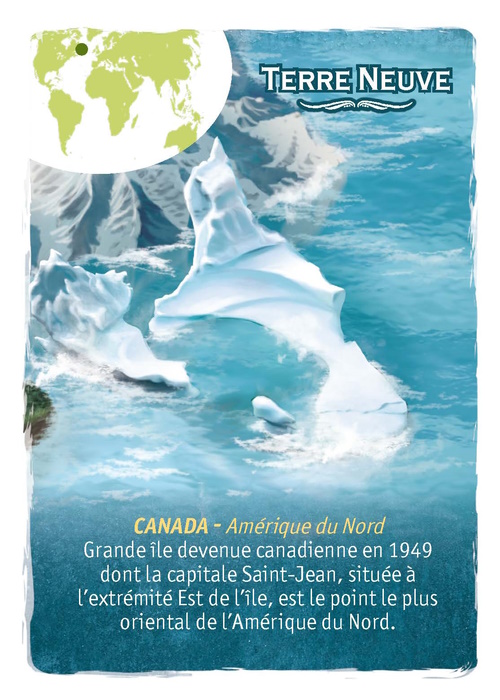 TERRE NEUVE
CANADA - Amérique du Nord
Grande île devenue canadienne en 1949
dont la capitale Saint-Jean, située à
l'extrémité Est de l'île, est le point le plus
oriental de l'Amérique du Nord.